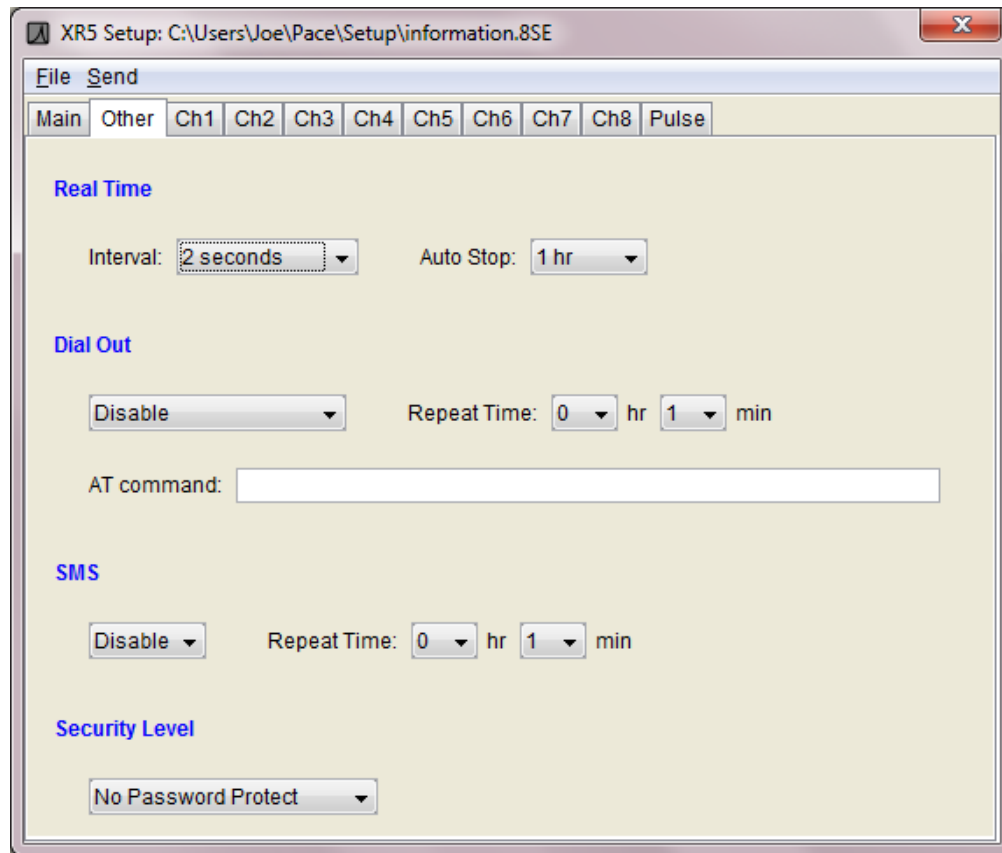 XR5 Setup: C:\Users\Joe\Pace\Setup\information.8SE
File Send
Main Other Ch1 Ch2 Ch3 Ch4 Ch5 Ch6 Ch7 Ch8 Pulse
Real Time
Interval: 2 seconds Auto Stop: 1 hr
Dial Out
Disable Repeat Time: 0 hr 1 min
AT command:
SMS
Disable Repeat Time: 0 hr 1 min
Security Level
No Password Protect